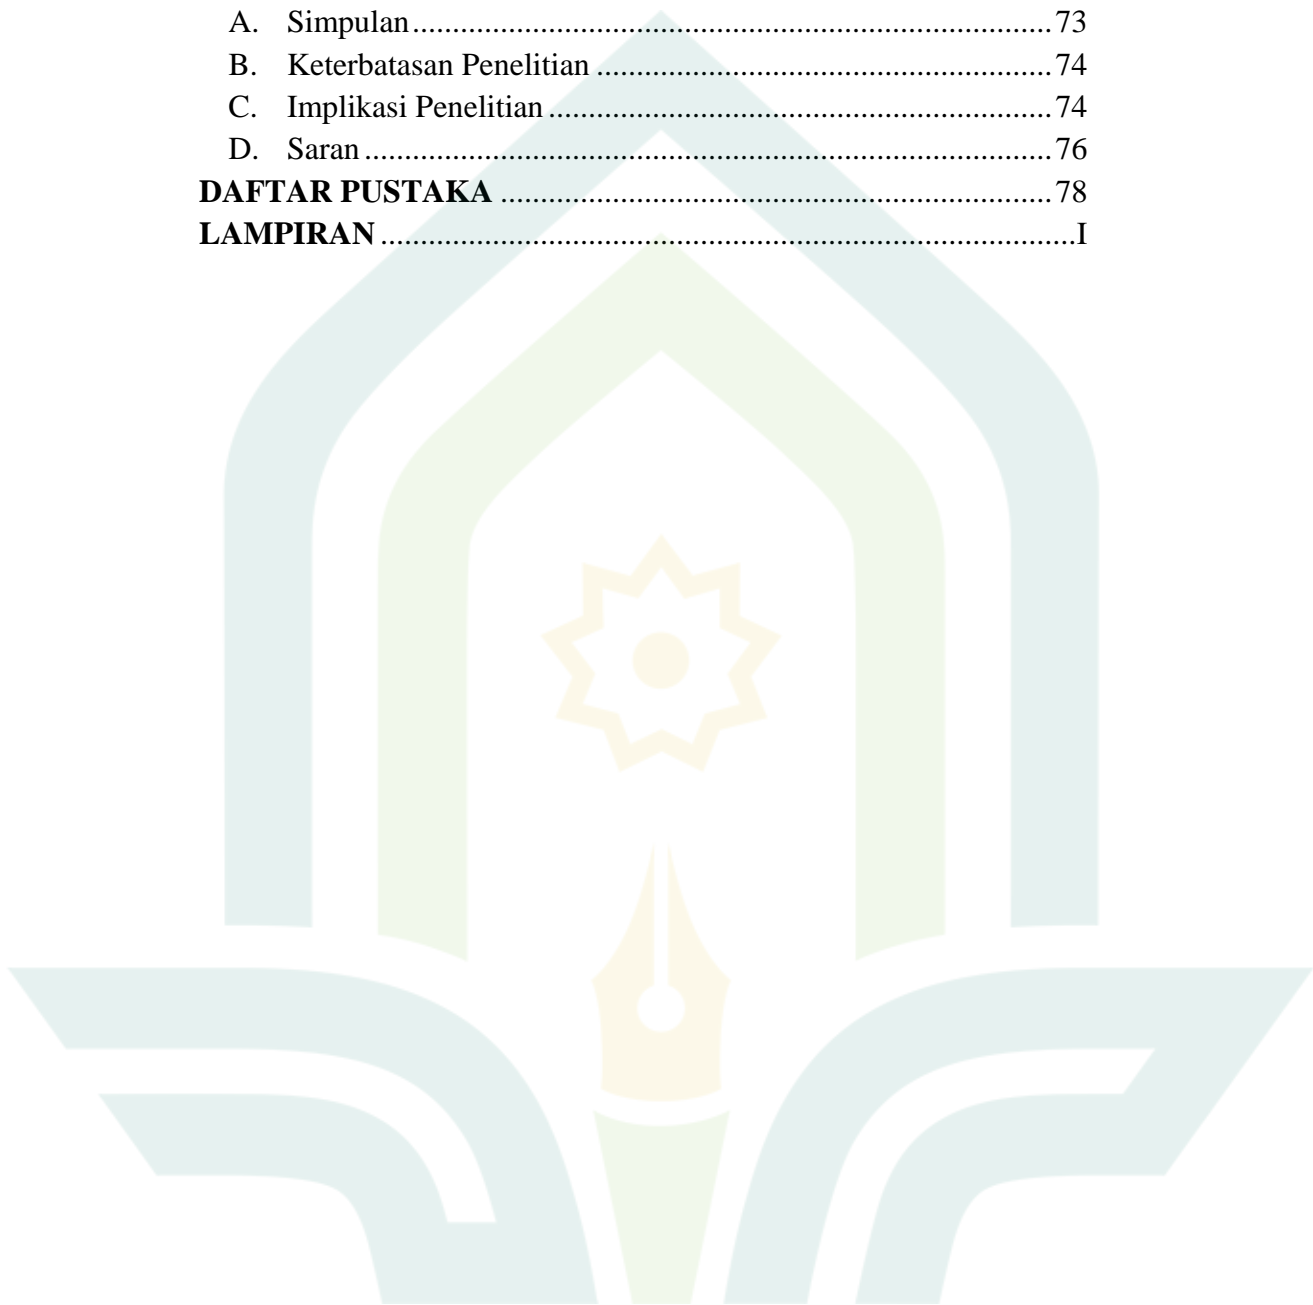 A. Simpulan................................................................................73
B. Keterbatasan Penelitian .........................................................74
C. Implikasi Penelitian ...............................................................74
D. Saran ......................................................................................76
DAFTAR PUSTAKA .....................................................................78
LAMPIRAN.......................................................................................I